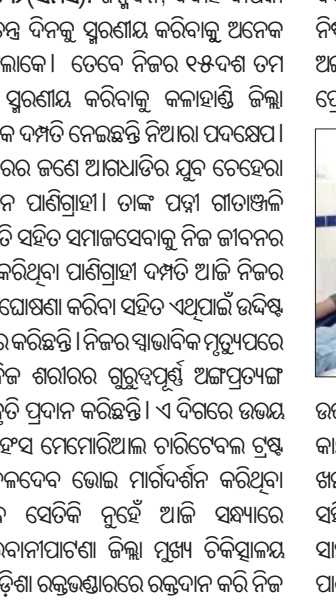 ତନ୍ତ୍ର ଦିନକୁ ସ୍ମରଣୀୟ କରିବାକୁ ଅନେକ
ଲୋକେ। ତେବେ ନିଜର ୧୫ଦଶ ତମ
ସ୍ମରଣୀୟ କରିବାକୁ କଳାହାଣ୍ଡି ଜିଲ୍ଲା
କ ଦମ୍ପତି ନେଇଛନ୍ତି ନିଆରା ପଦକ୍ଷେପ।
ରର ଜଣେ ଆଗଧାଡିର ଯୁବ ଚେହେରା
ନ ପାଣିଗ୍ରାହୀ। ତାଙ୍କ ପତ୍ନୀ ଗୀତାଞ୍ଜଳି
ତି ସହିତ ସମାଜସେବାକୁ ନିଜ ଜୀବନର
କରିଥିବା ପାଣିଗ୍ରାହୀ ଦମ୍ପତି ଆଜି ନିଜର
ଘୋଷଣା କରିବା ସହିତ ଏଥିପାଇଁ ଉଦ୍ଦିଷ୍ଟ
ର କରିଛନ୍ତି।ନିଜର ସ୍ୱାଭାବିକ ମୃତ୍ୟୁପରେ
ନିଜ ଶରୀରର ଗୁରୁତ୍ୱପୂର୍ଣ୍ଣ ଅଙ୍ଗପ୍ରତ୍ୟଙ୍ଗ
ୃତି ପ୍ରଦାନ କରିଛନ୍ତି। ଏ ଦିଗରେ ଉଭୟ
ହଂସ ମେମୋରିଆଲ ଚାରିଟେବଲ ଟ୍ରଷ୍ଟ
ଳଦେବ ଭୋଇ ମାର୍ଗଦର୍ଶନ କରିଥିବା
ନ ସେତିକି ନୁହେଁ ଆଜି ସନ୍ଧ୍ୟାରେ
ବାନୀପାଟଣା ଜିଲ୍ଲା ମୁଖ୍ୟ ଚିକିତ୍ସାଳୟ
ଡ଼ିଶା ରକ୍ତଭଣ୍ଡାରରେ ରକ୍ତଦାନ କରି ନିଜ